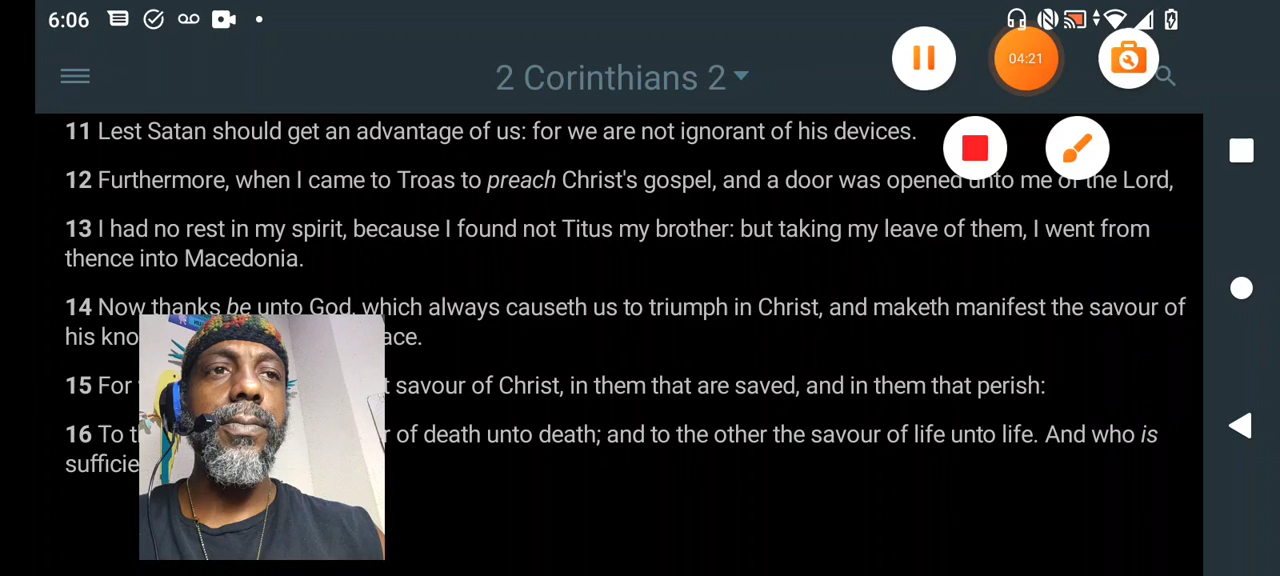 6:06
04:21
2 Corinthians 2
11 Lest Satan should get an advantage of us: for we are not ignorant of his devices.
12 Furthermore, when I came to Troas to preach Christ's gospel, and a door was opened unto me of the Lord,
13 I had no rest in my spirit, because I found not Titus my brother: but taking my leave of them, I went from
thence into Macedonia.
14 Now thanks be unto God, which always causeth us to triumph in Christ, and maketh manifest the savour of
his
15 For savour of Christ, in them that are saved, and in them that perish:
16 To of death unto death; and to the other the savour of life unto life. And who is